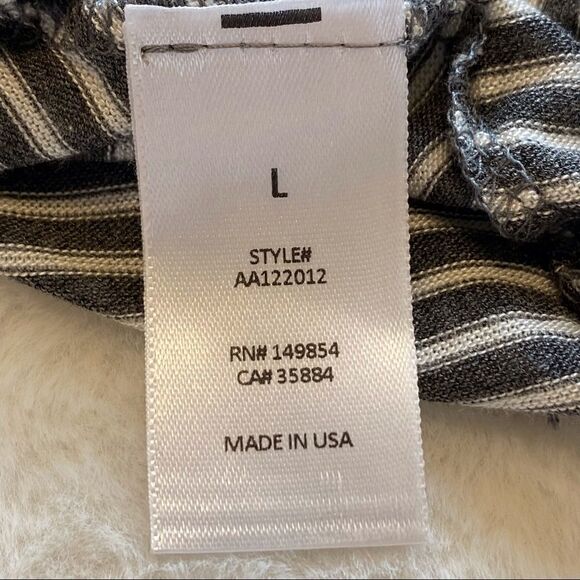 L
STYLE#
AA122012
RN# 149854
CA# 35884
MADE IN USA